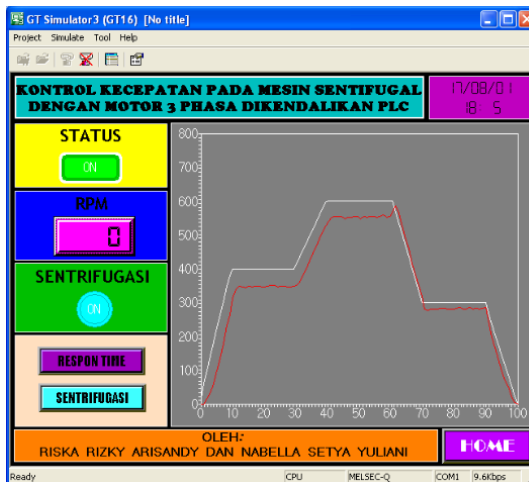 GT Simulator3 (GT16) [No title]
Project Simulate Tool Help
KONTROL KECEPATAN PADA MESIN SENTIFUGAL
DENGAN MOTOR 3 PHASA DIKENDALIKAN PLC
17/08/01
18: 5
STATUS
ON
RPM
0
SENTRIFUGASI
ON
RESPON TIME
SENTRIFUGASI
800
700
600
500
400
300
200
100
0
0 10 20 30 40 50 60 70 80 90 100
OLEH:
RISKA RIZKY ARISANDY DAN NABELLA SETYA YULIANI
HOME
Ready CPU MELSEC-Q COM1 9.6Kbps